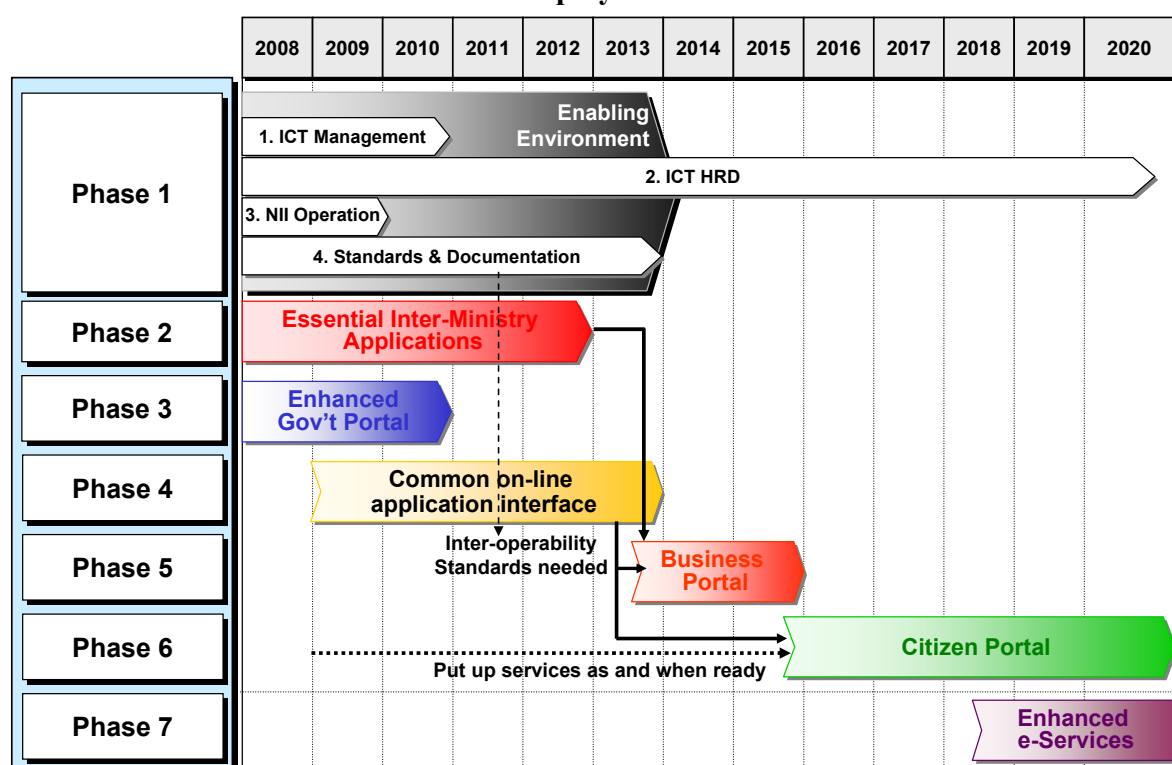 2008 2009 2010 2011 2012 2013 2014 2015 2016 2017 2018 2019 2020
Phase 1
Enabling
Environment
1. ICT Management
2. ICT HRD
3. NII Operation
4. Standards & Documentation
Phase 2
Essential Inter-Ministry
Applications
Phase 3
Enhanced
Gov't Portal
Phase 4
Common on-line
application interface
Phase 5
Inter-operability
Standards needed
Business
Portal
Phase 6
Citizen Portal
Put up services as and when ready
Phase 7
Enhanced
e-Services